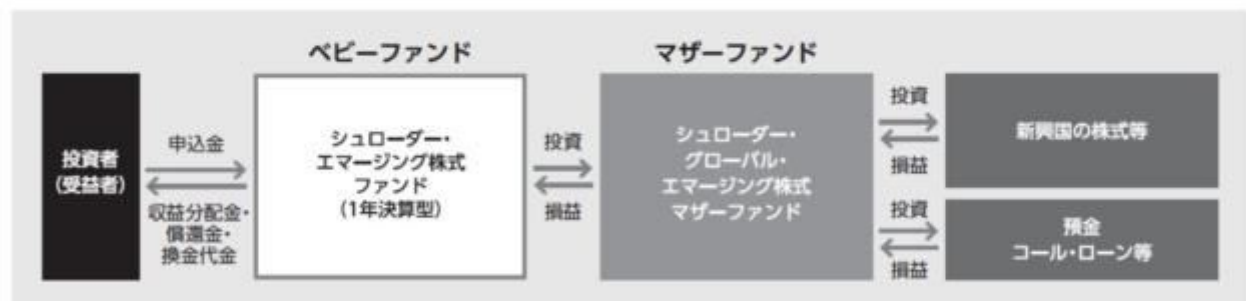 ベビーファンド
マザーファンド
投資者
(受益者)
申込金
収益分配金・
償還金・
換金代金
シュローダー・
エマージング株式
ファンド
(1年決算型)
投資
損益
シュローダー・
グローバル・
エマージング株式
マザーファンド
投資
損益
新興国の株式等
投資
損益
預金
コール・ローン等